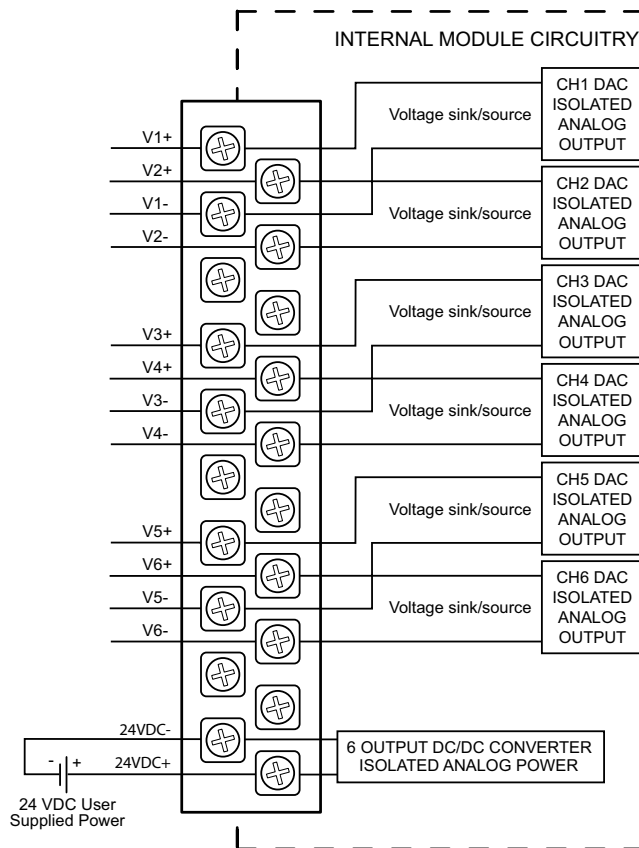 INTERNAL MODULE CIRCUITRY
CH1 DAC
ISOLATED
ANALOG
OUTPUT
Voltage sink/source
V1+
V2+
V1-
V2-
CH2 DAC
ISOLATED
ANALOG
OUTPUT
Voltage sink/source
CH3 DAC
ISOLATED
ANALOG
OUTPUT
Voltage sink/source
V3+
V4+
V3-
V4-
CH4 DAC
ISOLATED
ANALOG
OUTPUT
Voltage sink/source
CH5 DAC
ISOLATED
ANALOG
OUTPUT
Voltage sink/source
V5+
V6+
V5-
V6-
CH6 DAC
ISOLATED
ANALOG
OUTPUT
Voltage sink/source
24VDC-
- +
24VDC+
24 VDC User
Supplied Power
6 OUTPUT DC/DC CONVERTER
ISOLATED ANALOG POWER